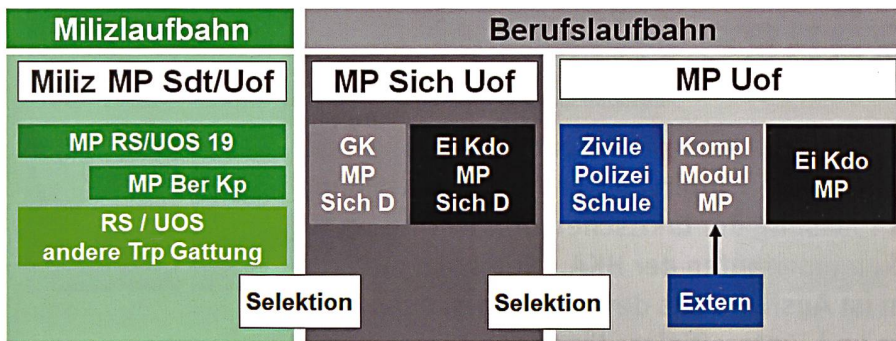 Milizlaufbahn
Berufslaufbahn
Miliz MP Sdt/Uof
MP RS/UOS 19
MP Ber Kp
RS / UOS
andere Trp Gattung
MP Sich Uof
GK
MP
Sich D
Ei Kdo
MP
Sich D
MP Uof
Zivile
Polizei
Schule
Kompl
Modul
MP
Ei Kdo
MP
Selektion
Selektion
Extern